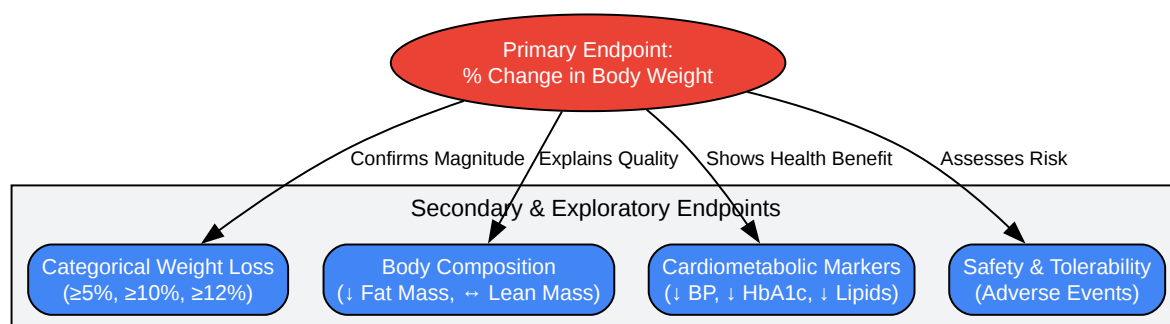 Primary Endpoint:
% Change in Body Weight
Confirms Magnitude
Explains Quality
Shows Health Benefit
Assesses Risk
Secondary & Exploratory Endpoints
Categorical Weight Loss
(≥5%, ≥10%, ≥12%)
Body Composition
(↓ Fat Mass, ↔ Lean Mass)
Cardiometabolic Markers
(↓ BP, ↓ HbA1c, ↓ Lipids)
Safety & Tolerability
(Adverse Events)